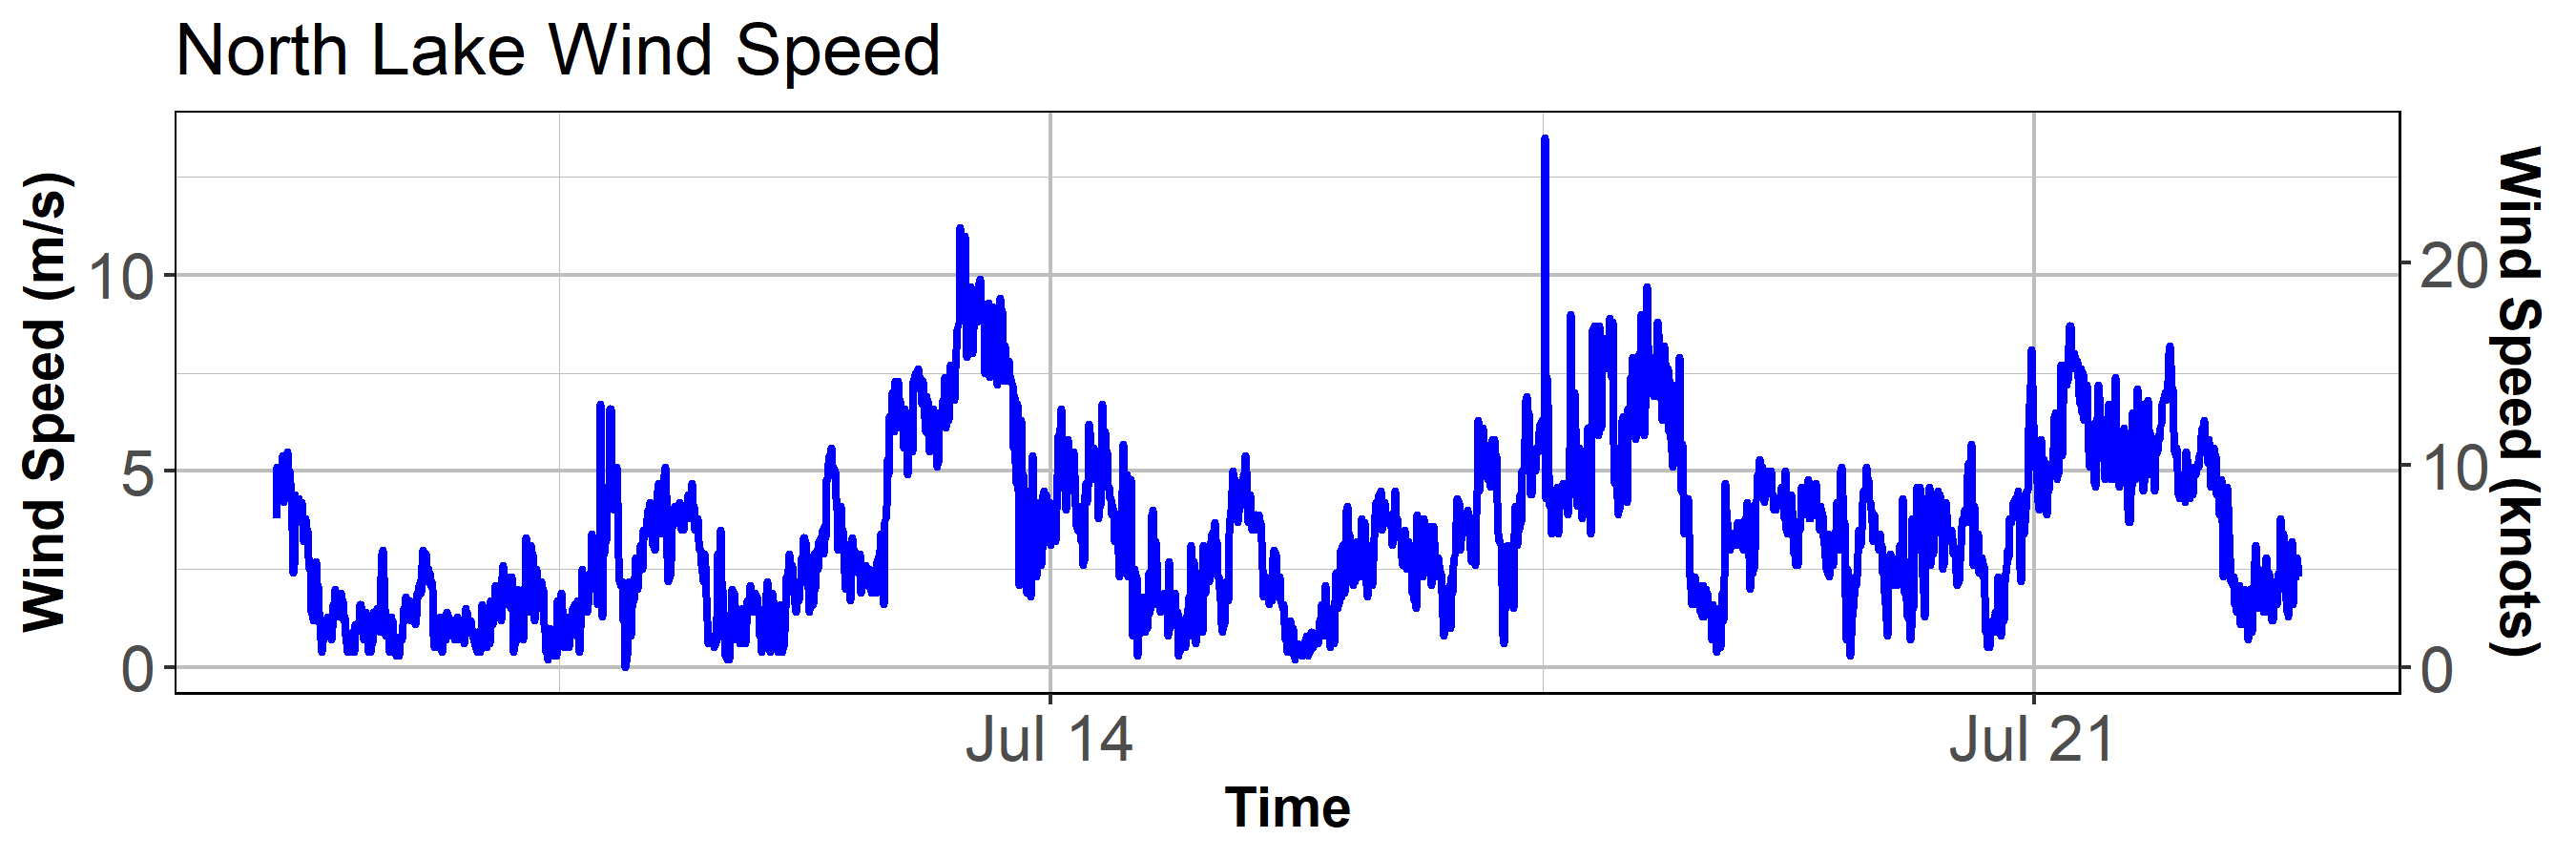 North Lake Wind Speed
Wind Speed (m/s)
10
5
0
20
10
0
Wind Speed (knots)
Jul 14
Jul 21
Time